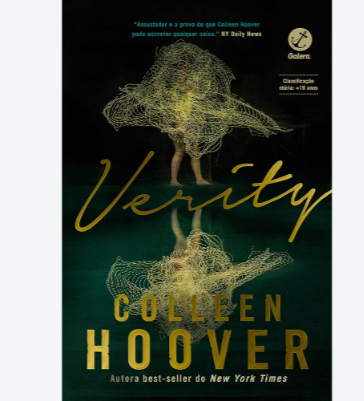 "Assustador e a prova de que Colleen Hoover
pode escrever qualquer coisa." NY Daily News
Galera
Classificação
etária: +18 anos
Verity
COLLEEN
HOOVER
Autora best-seller do New York Times